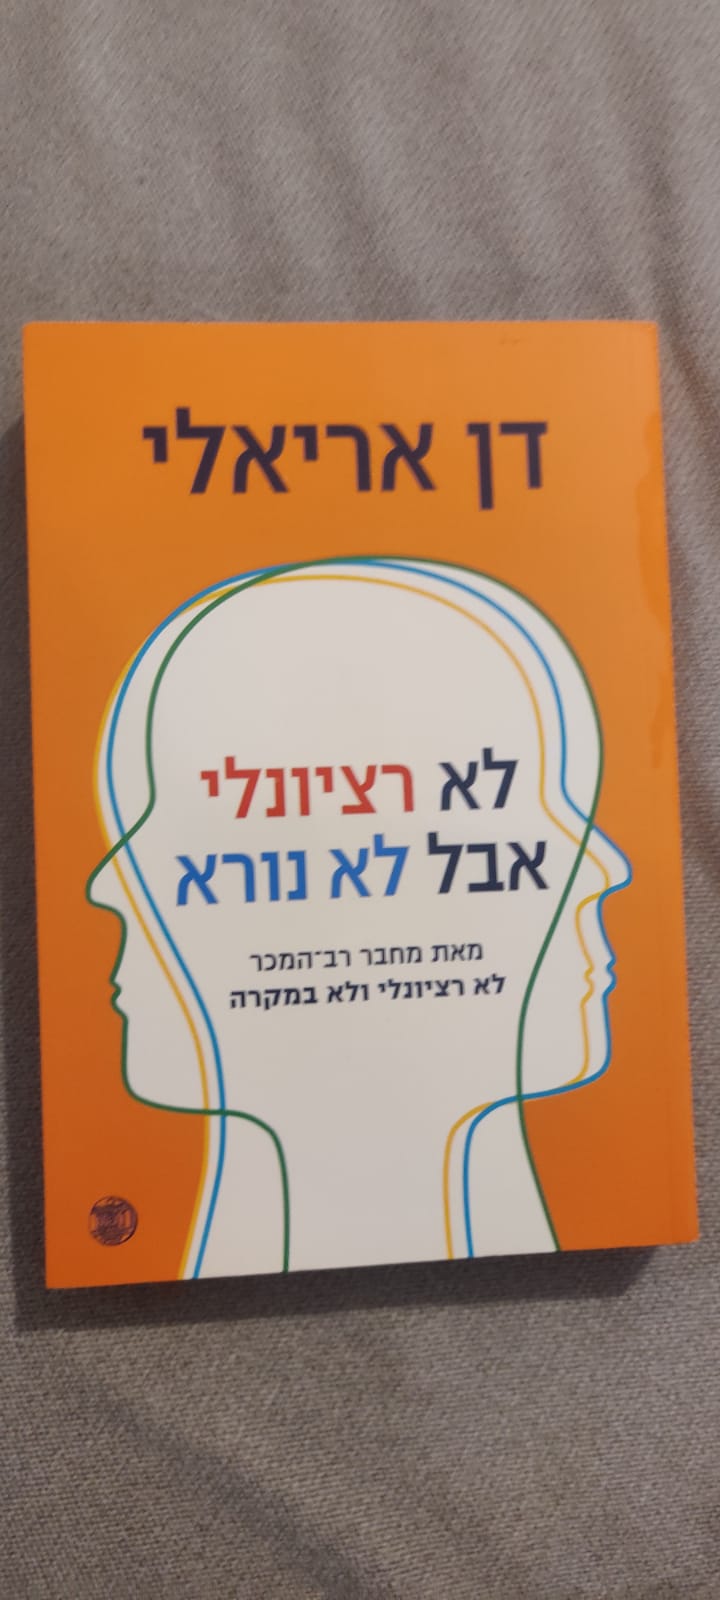 דן אריאלי
לא רציונלי
אבל לא נורא
מאת מחבר רב־המכר
לא רציונלי ולא במקרה